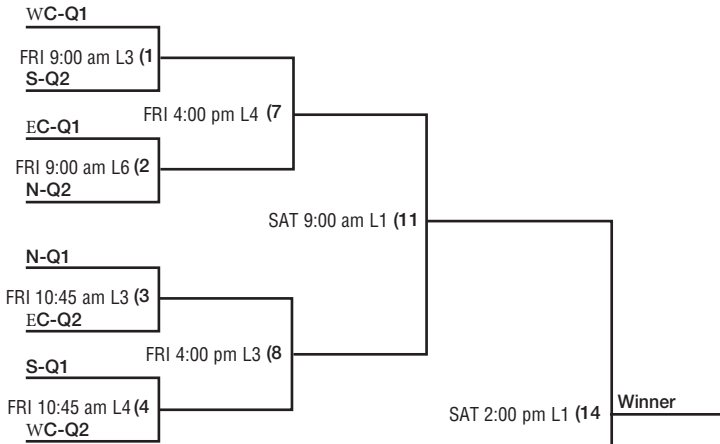 WC-Q1
FRI 9:00 am L3 (1
S-Q2
FRI 4:00 pm L4 (7
EC-Q1
FRI 9:00 am L6 (2
N-Q2
SAT 9:00 am L1 (11
N-Q1
FRI 10:45 am L3 (3
EC-Q2
FRI 4:00 pm L3 (8
S-Q1
FRI 10:45 am L4 (4
WC-Q2
SAT 2:00 pm L1 (14
Winner